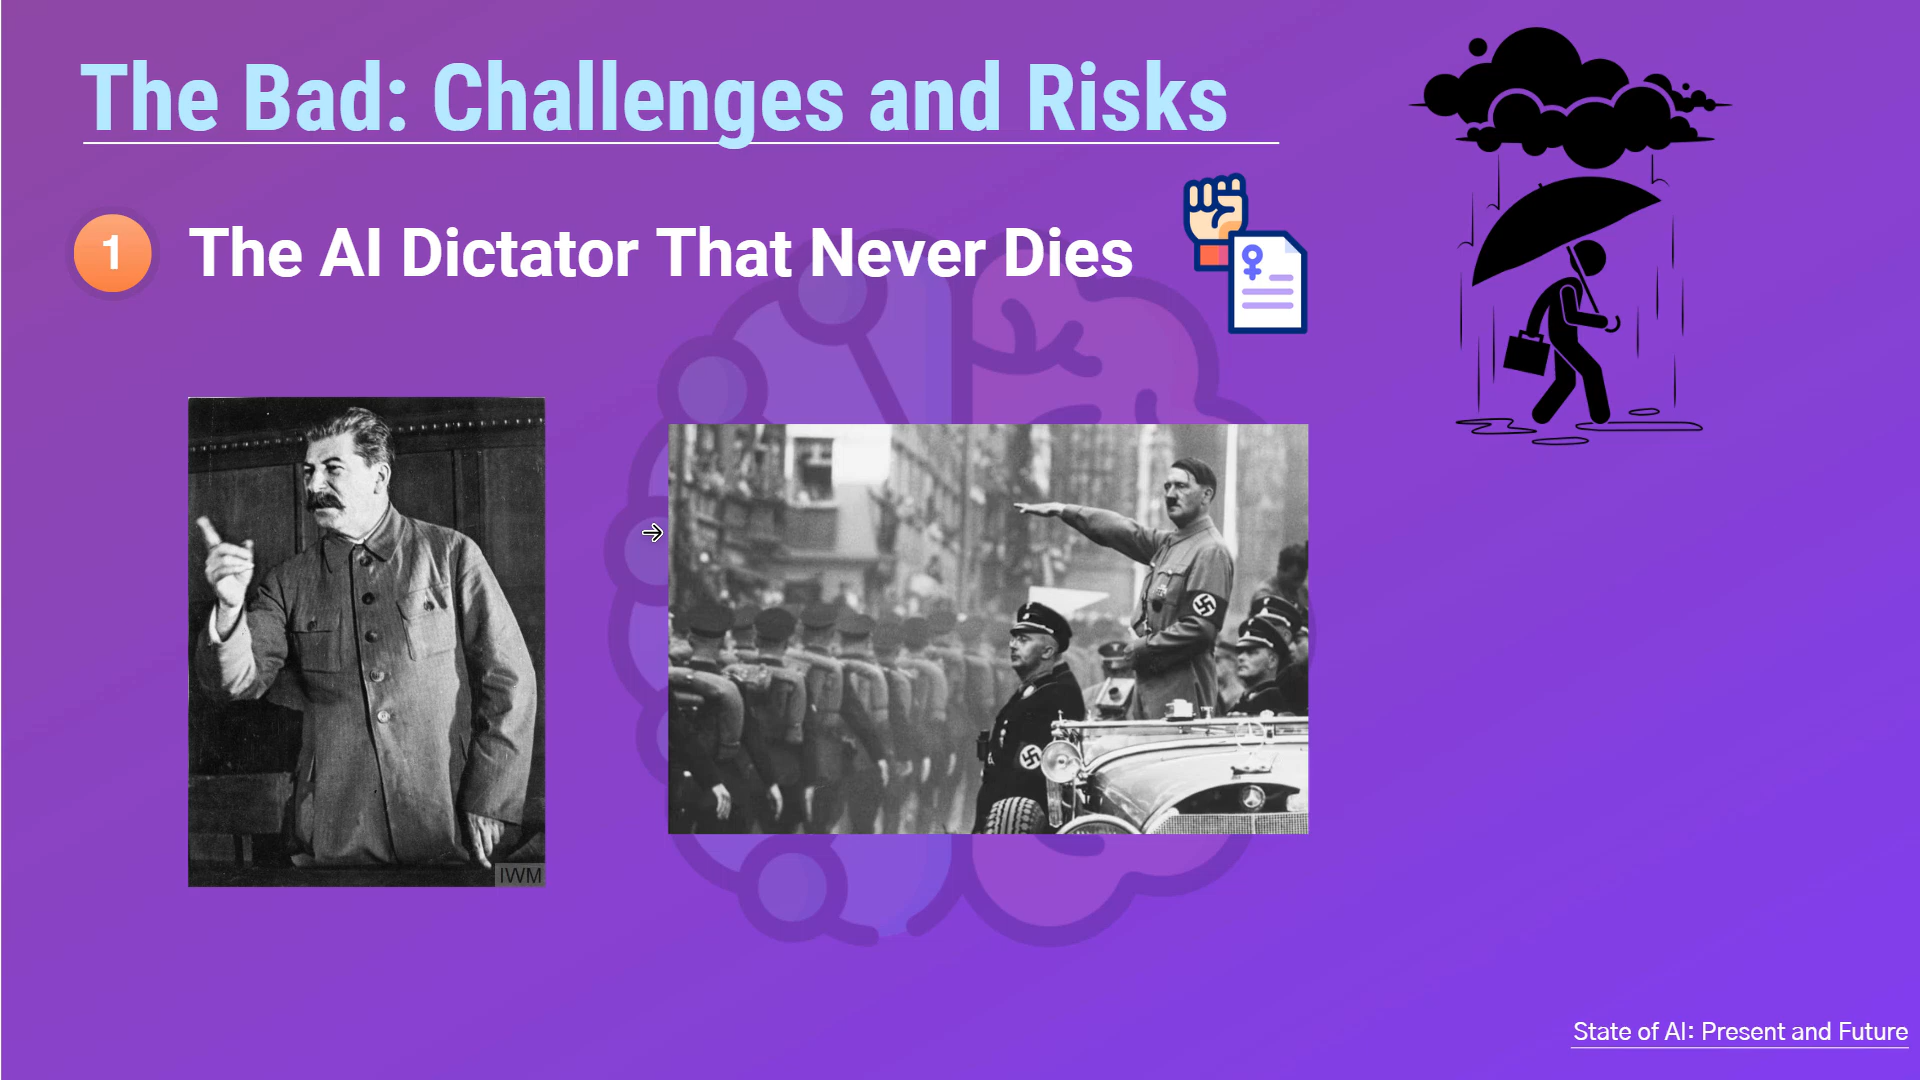 The Bad: Challenges and Risks
1
The AI Dictator That Never Dies
IWM
State of AI: Present and Future